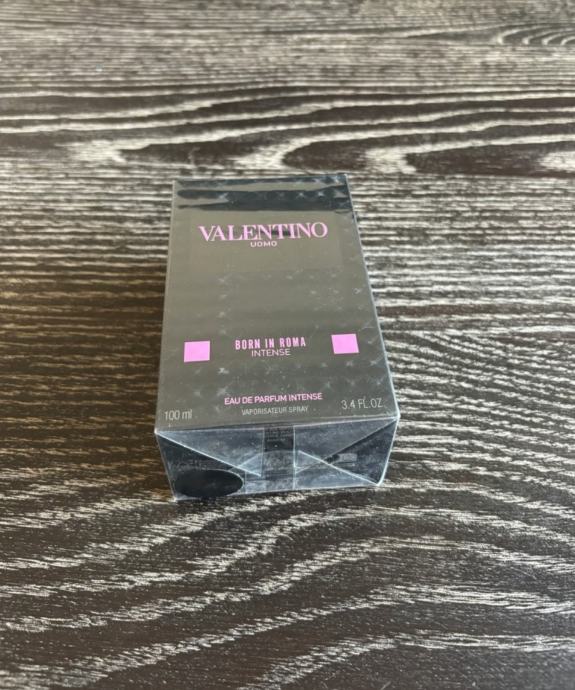 VALENTINO
UOMO
BORN IN ROMA
INTENSE
EAU DE PARFUM INTENSE
100 ml VAPORISATEUR SPRAY 3.4 FL.OZ.